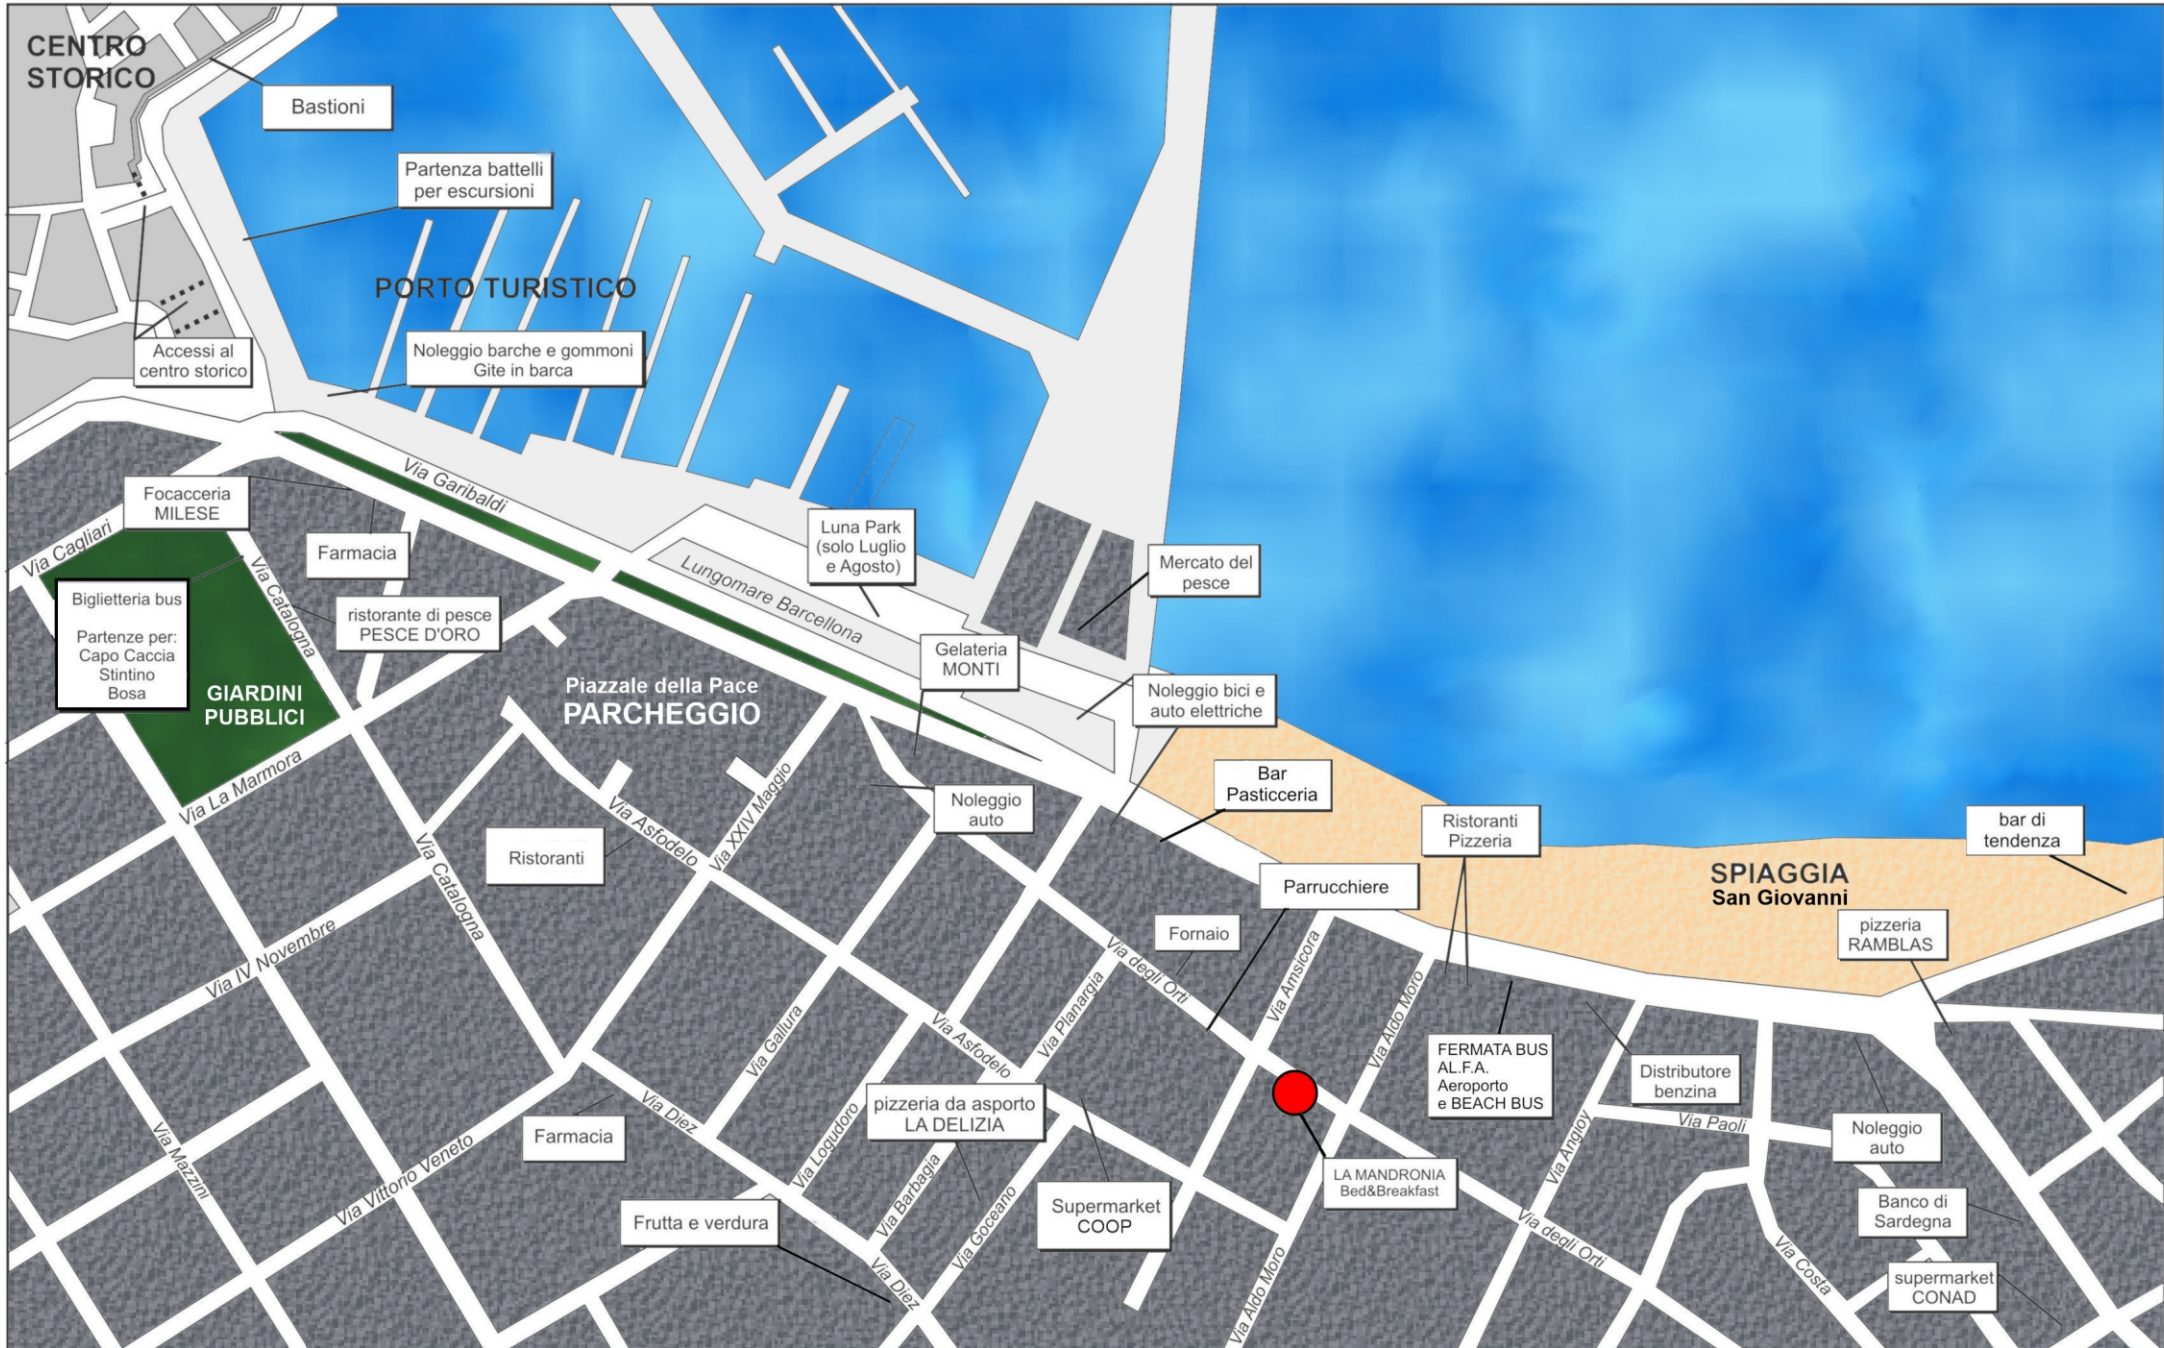 CENTRO
STORICO
Bastioni
Partenza battelli
per escursioni
PORTO TURISTICO
Accessi al
centro storico
Noleggio barche e gommoni
Gite in barca
Via Garibaldi
Focacceria
MILESE
Via Cagliari
Farmacia
Via Catalogna
Luna Park
(solo Luglio
e Agosto)
Lungomare Barcellona
Mercato del
pesce
Biglietteria bus
Partenze per:
Capo Caccia
Stintino
Bosa
ristorante di pesce
PESCE D'ORO
GIARDINI
PUBBLICI
Piazzale della Pace
PARCHEGGIO
Gelateria
MONTI
Noleggio bici e
auto elettriche
Via La Marmora
Via XXIV Maggio
Noleggio
auto
Bar
Pasticceria
Via Asfodelo
Ristoranti
Via Catalogna
Ristoranti
Pizzeria
bar di
tendenza
SPIAGGIA
San Giovanni
Parrucchiere
Fornaio
pizzeria
RAMBLAS
Via IV Novembre
Via degli Orti
Via Amsicora
Via Planargia
Via Aldo Moro
Via Gallura
Via Asfodelo
FERMATA BUS
AL.F.A.
Aeroporto
e BEACH BUS
Distributore
benzina
Via Paoli
Via Angioy
Noleggio
auto
Via Diez
Farmacia
pizzeria da asporto
LA DELIZIA
Via Logudoro
Via Mazzini
Via Vittorio Veneto
Via Barbagia
Via Goceano
Supermarket
COOP
LA MANDRONIA
Bed&Breakfast
Frutta e verdura
Via Diez
Via Aldo Moro
Via degli Orti
Via Costa
Banco di
Sardegna
supermarket
CONAD